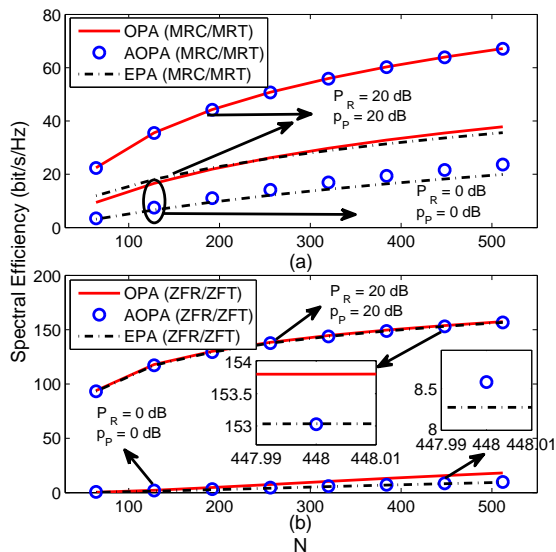 Spectral Efficiency (bit/s/Hz)
80
60
40
20
0
OPA (MRC/MRT)
AOPA (MRC/MRT)
EPA (MRC/MRT)
P_R = 20 dB
p_P = 20 dB
P_R = 0 dB
p_P = 0 dB
100 200 300 400 500
(a)
200
150
100
50
0
OPA (ZFR/ZFT)
AOPA (ZFR/ZFT)
EPA (ZFR/ZFT)
P_R = 20 dB
p_P = 20 dB
P_R = 0 dB
p_P = 0 dB
154
153.5
153
447.99 448 448.01
8.5
8
447.99 448 448.01
100 200 300 400 500
(b)
N